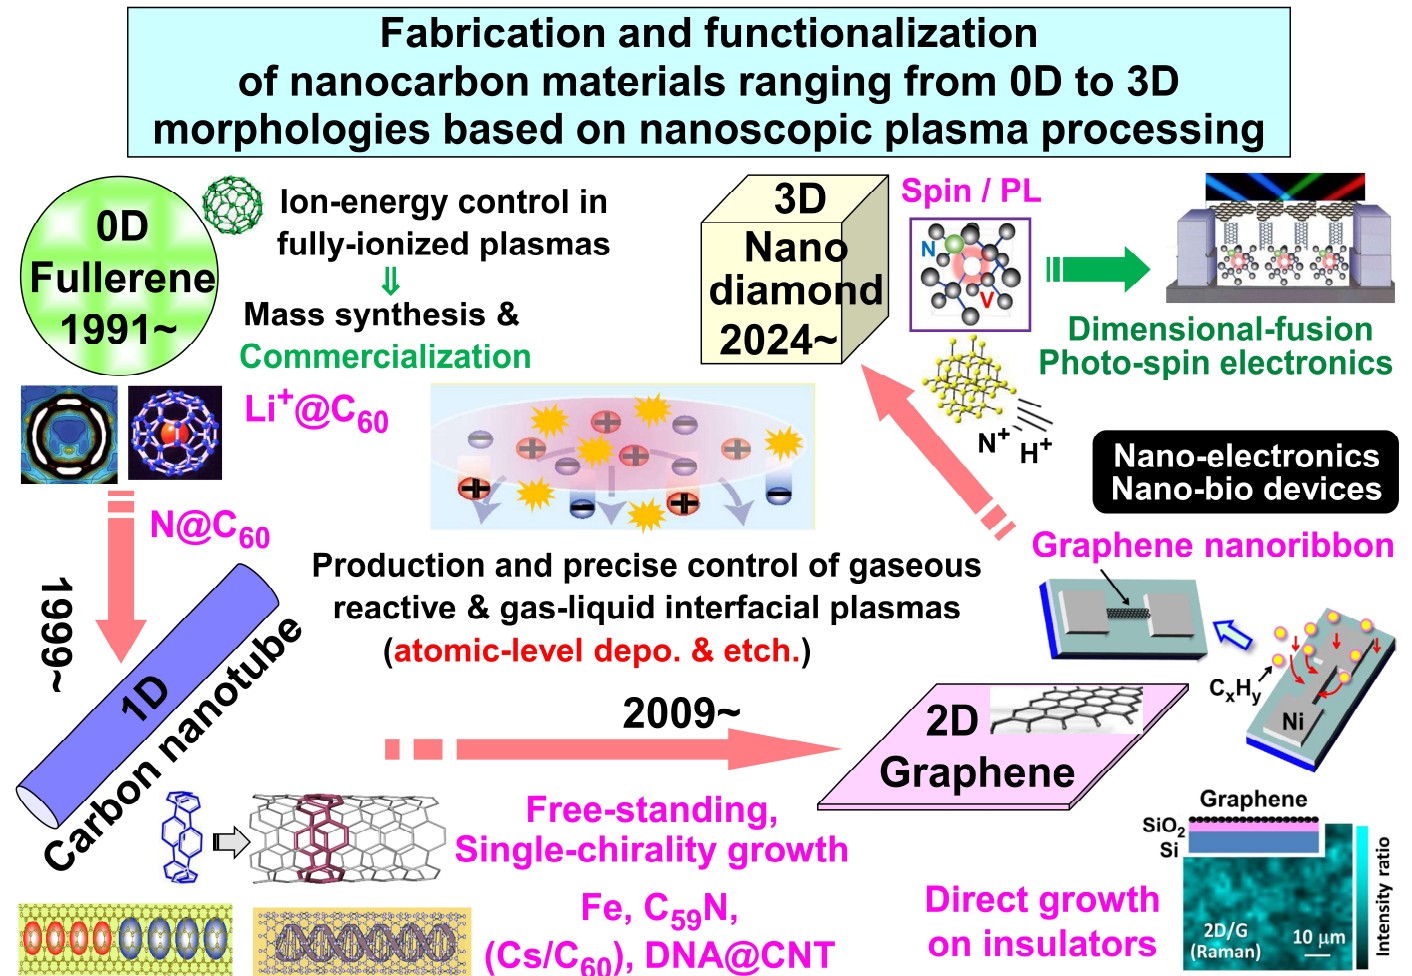 Fabrication and functionalization
of nanocarbon materials ranging from 0D to 3D
morphologies based on nanoscopic plasma processing
0D
Fullerene
1991~
Ion-energy control in
fully-ionized plasmas
⇓
Mass synthesis &
Commercialization
Li⁺@C₆₀
N@C₆₀
1999~
1D
Carbon nanotube
Production and precise control of gaseous
reactive & gas-liquid interfacial plasmas
(atomic-level depo. & etch.)
2009~
3D
Nano
diamond
2024~
Spin / PL
N
V
N⁺
H⁺
Dimensional-fusion
Photo-spin electronics
Nano-electronics
Nano-bio devices
Graphene nanoribbon
CₓHᵧ
Ni
2D
Graphene
Free-standing,
Single-chirality growth
Fe, C₅₉N,
(Cs/C₆₀), DNA@CNT
Direct growth
on insulators
Graphene
SiO₂
Si
2D/G
(Raman)
10 μm
Intensity ratio